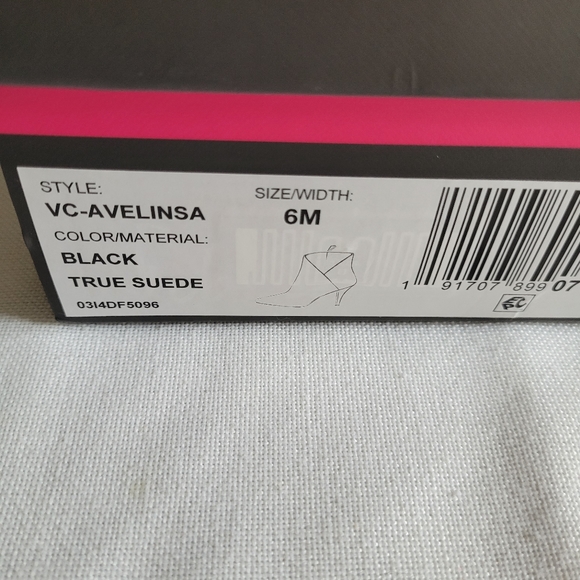 STYLE:
VC-AVELINSA
SIZE/WIDTH:
6M
COLOR/MATERIAL:
BLACK
TRUE SUEDE
03I4DF5096
1 91707 899 07